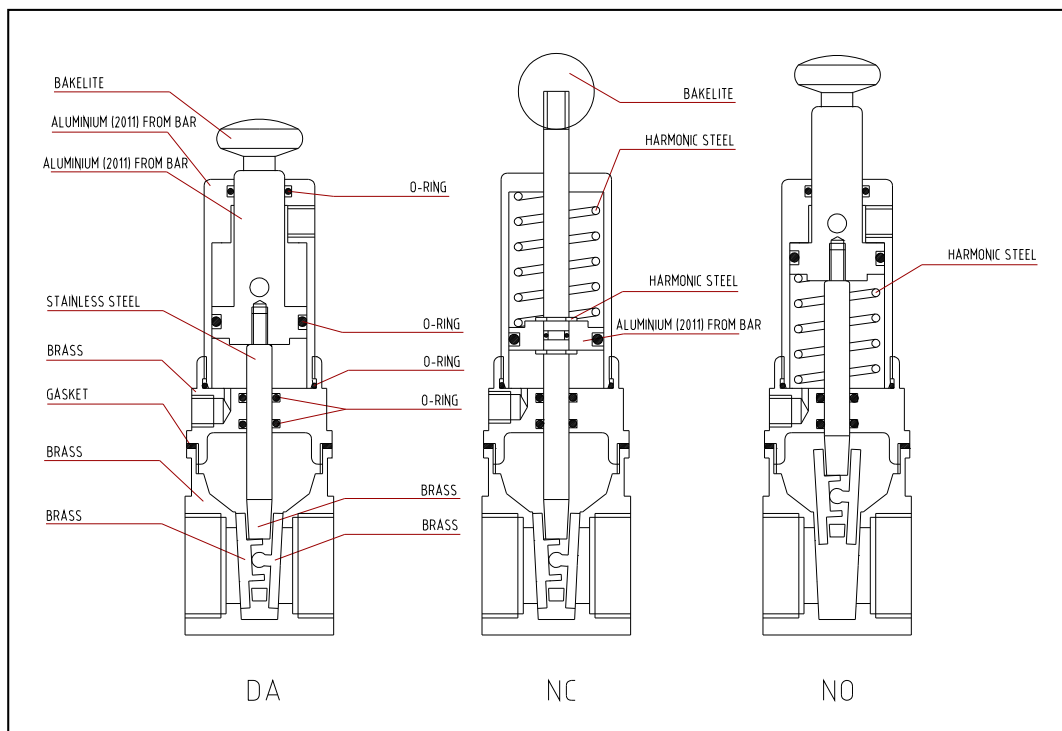 BAKELITE
ALUMINIUM (2011) FROM BAR
ALUMINIUM (2011) FROM BAR
O-RING
STAINLESS STEEL
O-RING
BRASS
O-RING
GASKET
O-RING
BRASS
BRASS
BRASS
BRASS
DA
BAKELITE
HARMONIC STEEL
HARMONIC STEEL
ALUMINIUM (2011) FROM BAR
NC
HARMONIC STEEL
NO